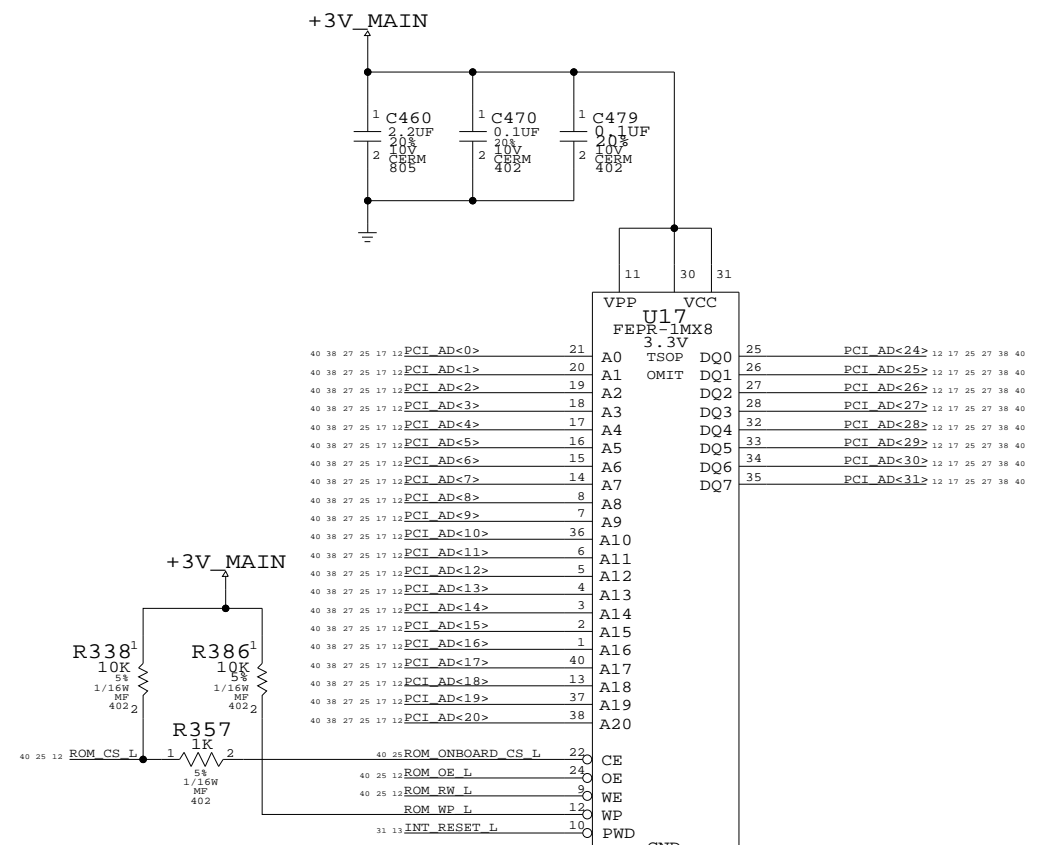 +3V_MAIN
1 C460
2.2UF
20%
10V
2 CERM
805
1 C470
0.1UF
20%
10V
2 CERM
402
1 C479
0.1UF
20%
10V
2 CERM
402
11 30 31
VPP VCC
U17
FEPR-1MX8
3.3V
TSOP
OMIT
40 38 27 25 17 12 PCI_AD<0> 21 A0 DQ0 25 PCI_AD<24> 12 17 25 27 38 40
40 38 27 25 17 12 PCI_AD<1> 20 A1 DQ1 26 PCI_AD<25> 12 17 25 27 38 40
40 38 27 25 17 12 PCI_AD<2> 19 A2 DQ2 27 PCI_AD<26> 12 17 25 27 38 40
40 38 27 25 17 12 PCI_AD<3> 18 A3 DQ3 28 PCI_AD<27> 12 17 25 27 38 40
40 38 27 25 17 12 PCI_AD<4> 17 A4 DQ4 32 PCI_AD<28> 12 17 25 27 38 40
40 38 27 25 17 12 PCI_AD<5> 16 A5 DQ5 33 PCI_AD<29> 12 17 25 27 38 40
40 38 27 25 17 12 PCI_AD<6> 15 A6 DQ6 34 PCI_AD<30> 12 17 25 27 38 40
40 38 27 25 17 12 PCI_AD<7> 14 A7 DQ7 35 PCI_AD<31> 12 17 25 27 38 40
40 38 27 25 17 12 PCI_AD<8> 8 A8
40 38 27 25 17 12 PCI_AD<9> 7 A9
40 38 27 25 17 12 PCI_AD<10> 36 A10
40 38 27 25 17 12 PCI_AD<11> 6 A11
40 38 27 25 17 12 PCI_AD<12> 5 A12
40 38 27 25 17 12 PCI_AD<13> 4 A13
40 38 27 25 17 12 PCI_AD<14> 3 A14
40 38 27 25 17 12 PCI_AD<15> 2 A15
40 38 27 25 17 12 PCI_AD<16> 1 A16
40 38 27 25 17 12 PCI_AD<17> 40 A17
40 38 27 25 17 12 PCI_AD<18> 13 A18
40 38 27 25 17 12 PCI_AD<19> 37 A19
40 38 27 25 17 12 PCI_AD<20> 38 A20
+3V_MAIN
R338 1
10K
5%
1/16W
MF
402 2
R386 1
10K
5%
1/16W
MF
402 2
R357
1K
40 25 12 ROM_CS_L 1 2
5%
1/16W
MF
402
40 25 ROM_ONBOARD_CS_L 22 CE
40 25 12 ROM_OE_L 24 OE
40 25 12 ROM_RW_L 9 WE
ROM_WP_L 12 WP
31 13 INT_RESET_L 10 PWD